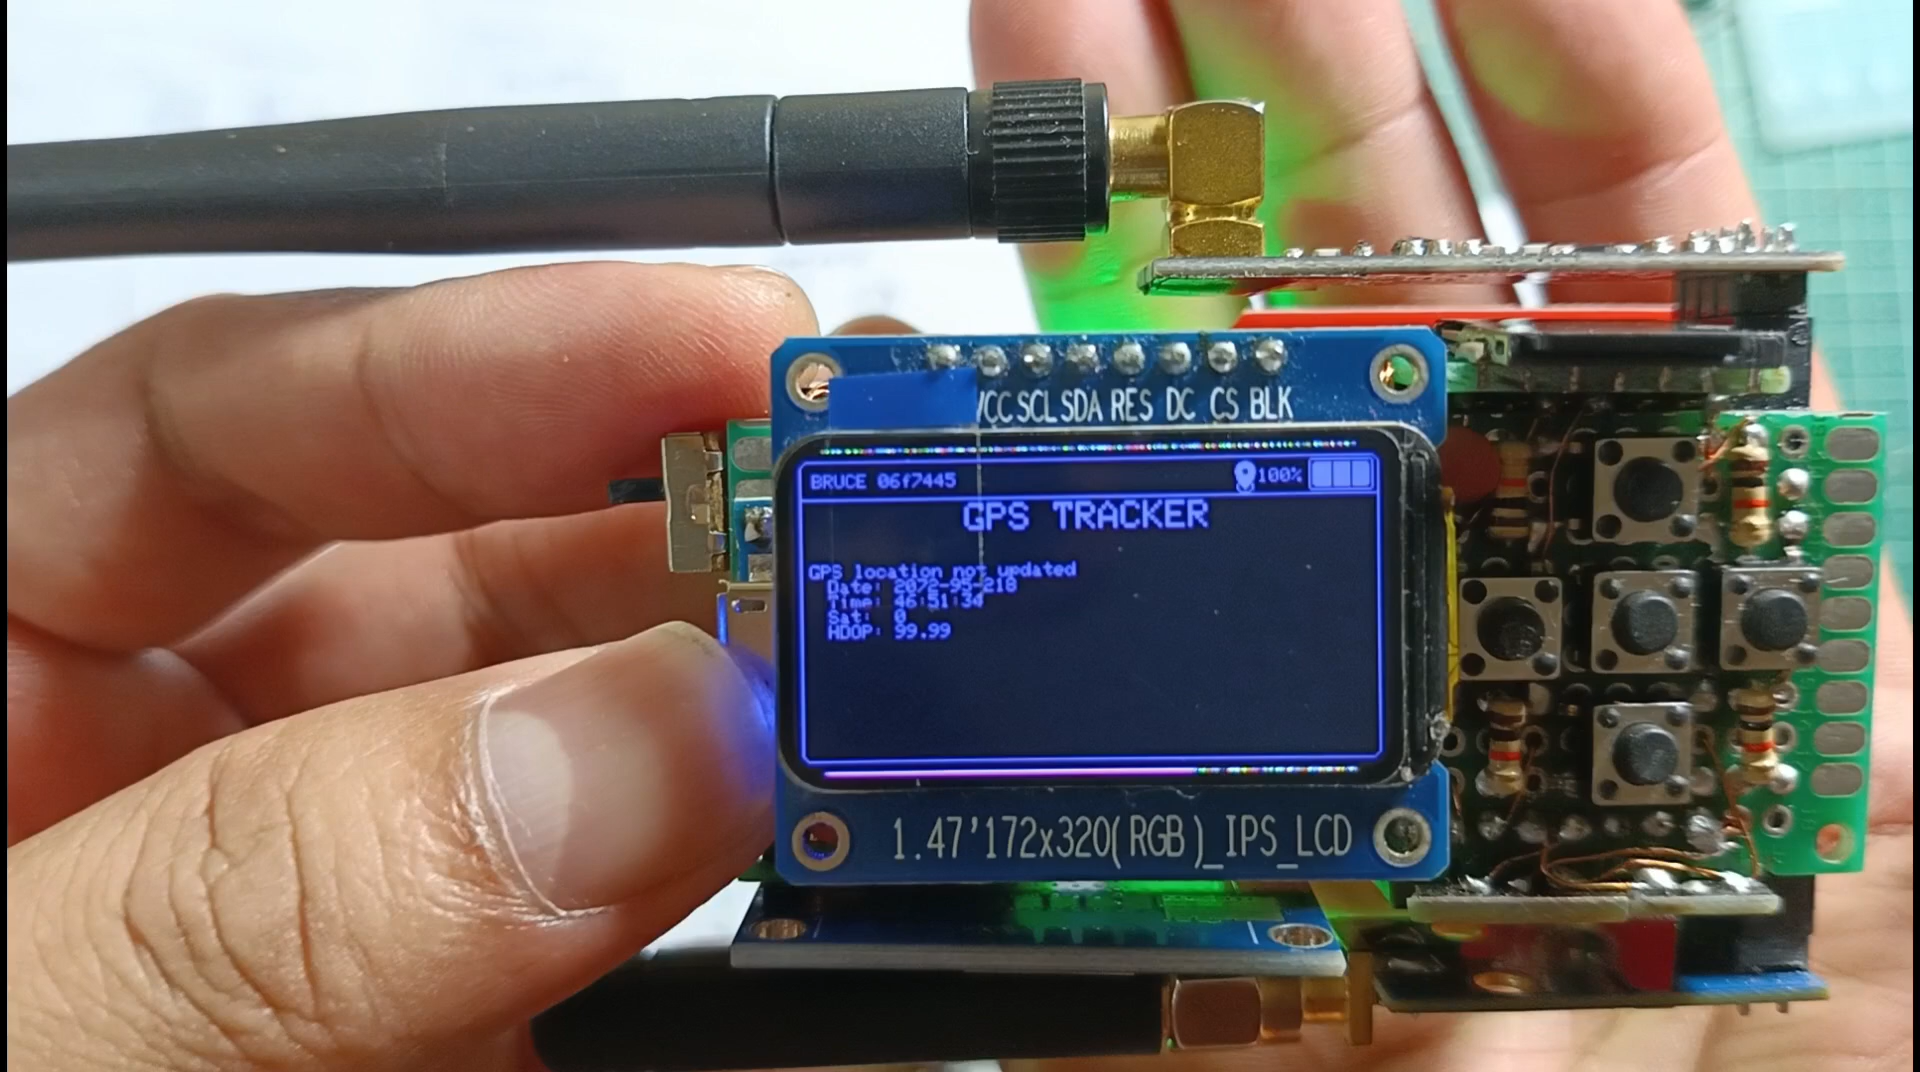 VCC SCL SDA RES DC CS BLK
BRUCE 06f7445
100%
GPS TRACKER
GPS location not updated
Date: 2072-95-218
Time: 46:51:34
Sat: 0
HDOP: 99.99
1.47'172x320(RGB)_IPS_LCD